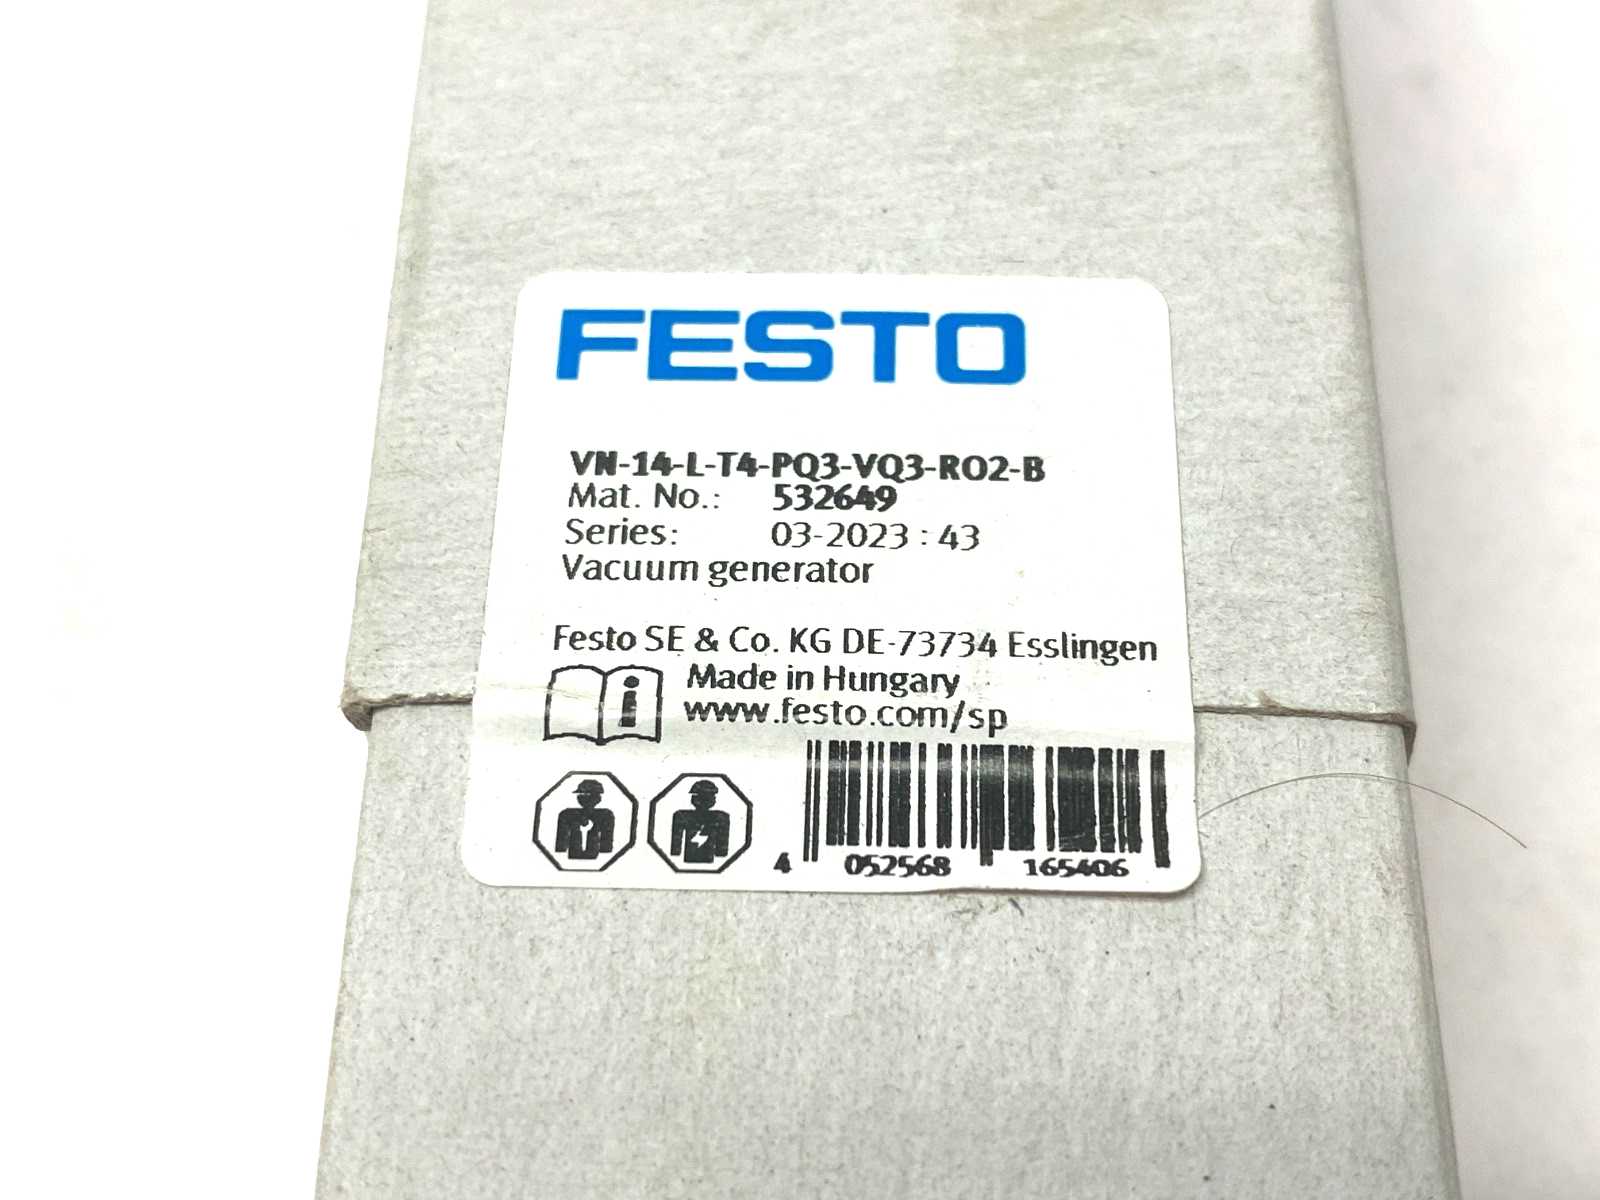 FESTO
VN-14-L-T4-PQ3-VQ3-RO2-B
Mat. No.: 532649
Series: 03-2023 : 43
Vacuum generator
Festo SE & Co. KG DE-73734 Esslingen
Made in Hungary
www.festo.com/sp
4 052568 165406